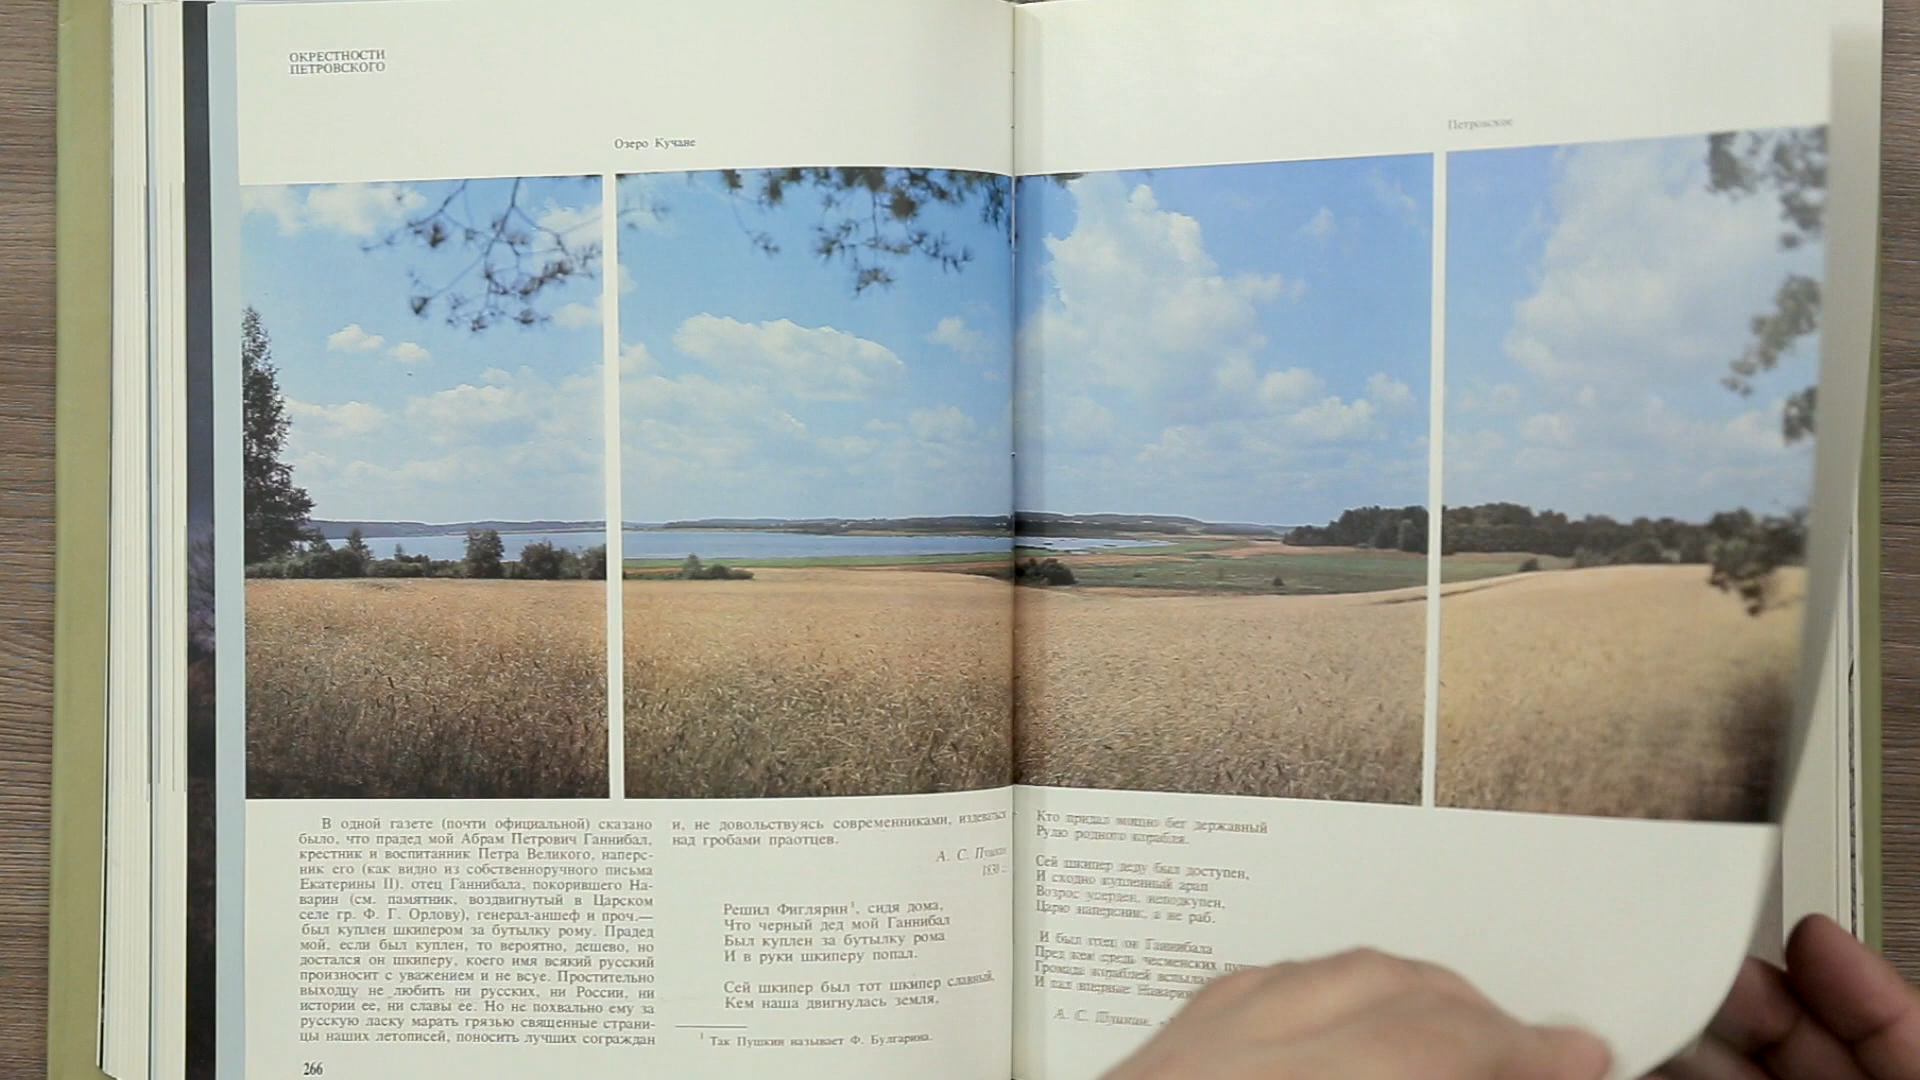 ОКРЕСТНОСТИ
ПЕТРОВСКОГО
Озеро Кучане
Петровское
В одной газете (почти официальной) сказано
было, что прадед мой Абрам Петрович Ганнибал,
крестник и воспитанник Петра Великого, наперс-
ник его (как видно из собственноручного письма
Екатерины II), отец Ганнибала, покорившего На-
варин (см. памятник, воздвигнутый в Царском
селе гр. Ф. Г. Орлову), генерал-аншеф и проч.—
был куплен шкипером за бутылку рому. Прадед
мой, если был куплен, то вероятно, дешево, но
достался он шкиперу, коего имя всякий русский
произносит с уважением и не всуе. Простительно
выходцу не любить ни русских, ни России, ни
истории ее, ни славы ее. Но не похвально ему за
русскую ласку марать грязью священные страни-
цы наших летописей, поносить лучших сограждан
266
и, не довольствуясь современниками, издеваться
над гробами праотцев.
А. С. Пушкин
1830 г.
Решил Фиглярин¹, сидя дома,
Что черный дед мой Ганнибал
Был куплен за бутылку рома
И в руки шкиперу попал.
Сей шкипер был тот шкипер славный,
Кем наша двигнулась земля,
¹ Так Пушкин называет Ф. Булгарина.
Кто придал мощно бег державный
Рулю родного корабля.
Сей шкипер деду был доступен,
И сходно купленный арап
Возрос усерден, неподкупен,
Царю наперсник, а не раб.
И был отец он Ганнибала
Пред кем средь чесменских
Громада кораблей
И пал впервые Наварин
А. С. Пушкин.